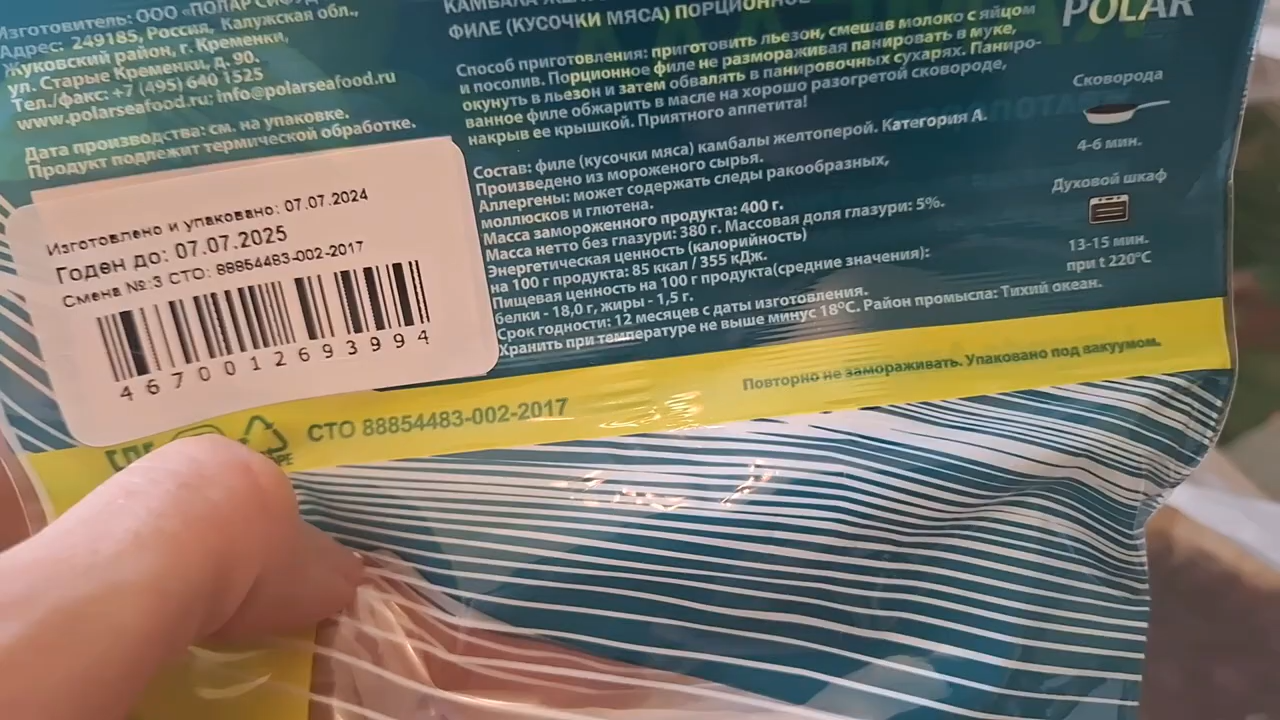 Изготовитель: ООО «ПОЛАР
Адрес: 249185, Россия, Калужская обл.,
Жуковский район, г. Кременки,
ул. Старые Кременки, д. 90.
Тел./факс: +7 (495) 640 1525
www.polarseafood.ru; info@polarseafood.ru
Дата производства: см. на упаковке.
Продукт подлежит термической обработке.
Изготовлено и упаковано: 07.07.2024
Годен до: 07.07.2025
Смена №:3 СТО: 88854483-002-2017
4670012693994
КАМБАЛА
ФИЛЕ (КУСОЧКИ МЯСА) ПОРЦИОННОЕ
Способ приготовления: приготовить льезон, смешав молоко с яйцом
и посолив. Порционное филе не размораживая панировать в муке,
окунуть в льезон и затем обвалять в панировочных сухарях. Паниро-
ванное филе обжарить в масле на хорошо разогретой сковороде,
накрыв ее крышкой. Приятного аппетита!
Состав: филе (кусочки мяса) камбалы желтоперой. Категория А.
Произведено из мороженого сырья.
Аллергены: может содержать следы ракообразных,
моллюсков и глютена.
Масса замороженного продукта: 400 г.
Масса нетто без глазури: 380 г. Массовая доля глазури: 5%.
Энергетическая ценность (калорийность)
на 100 г продукта: 85 ккал / 355 кДж.
Пищевая ценность на 100 г продукта(средние значения):
белки - 18,0 г, жиры - 1,5 г.
Срок годности: 12 месяцев с даты изготовления.
Хранить при температуре не выше минус 18°С. Район промысла: Тихий океан.
POLAR
Сковорода
4-6 мин.
Духовой шкаф
13-15 мин.
при t 220°C
Повторно не замораживать. Упаковано под вакуумом.
СТО 88854483-002-2017